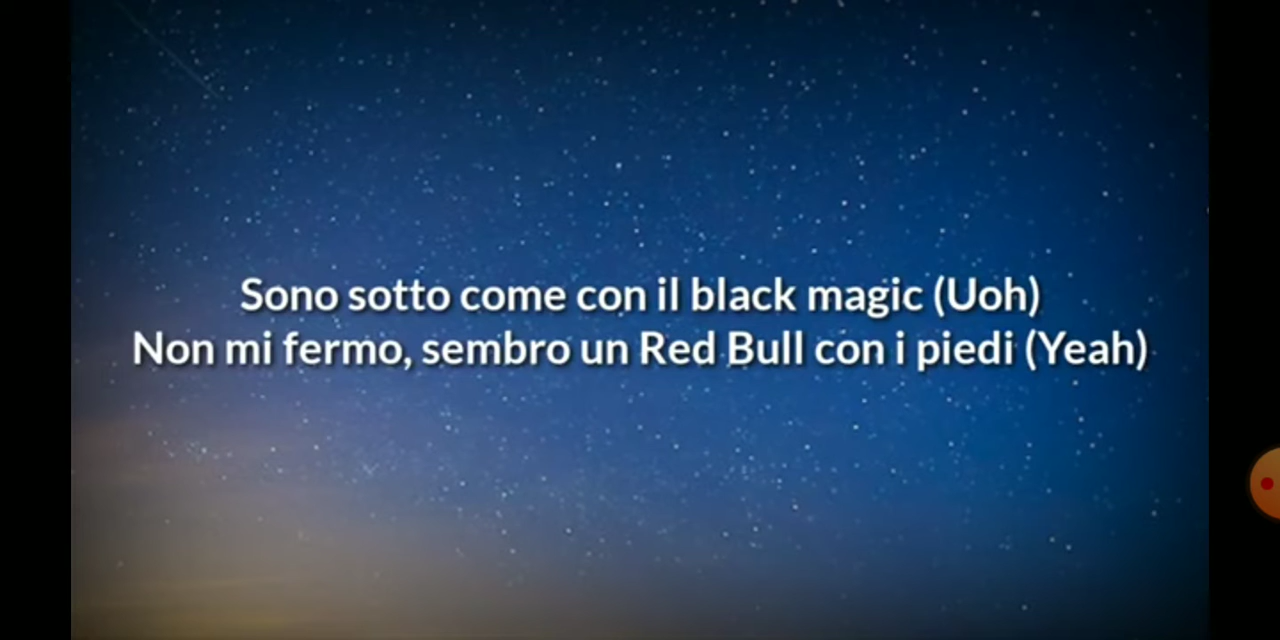 Sono sotto come con il black magic (Uoh)
Non mi fermo, sembro un Red Bull con i piedi (Yeah)